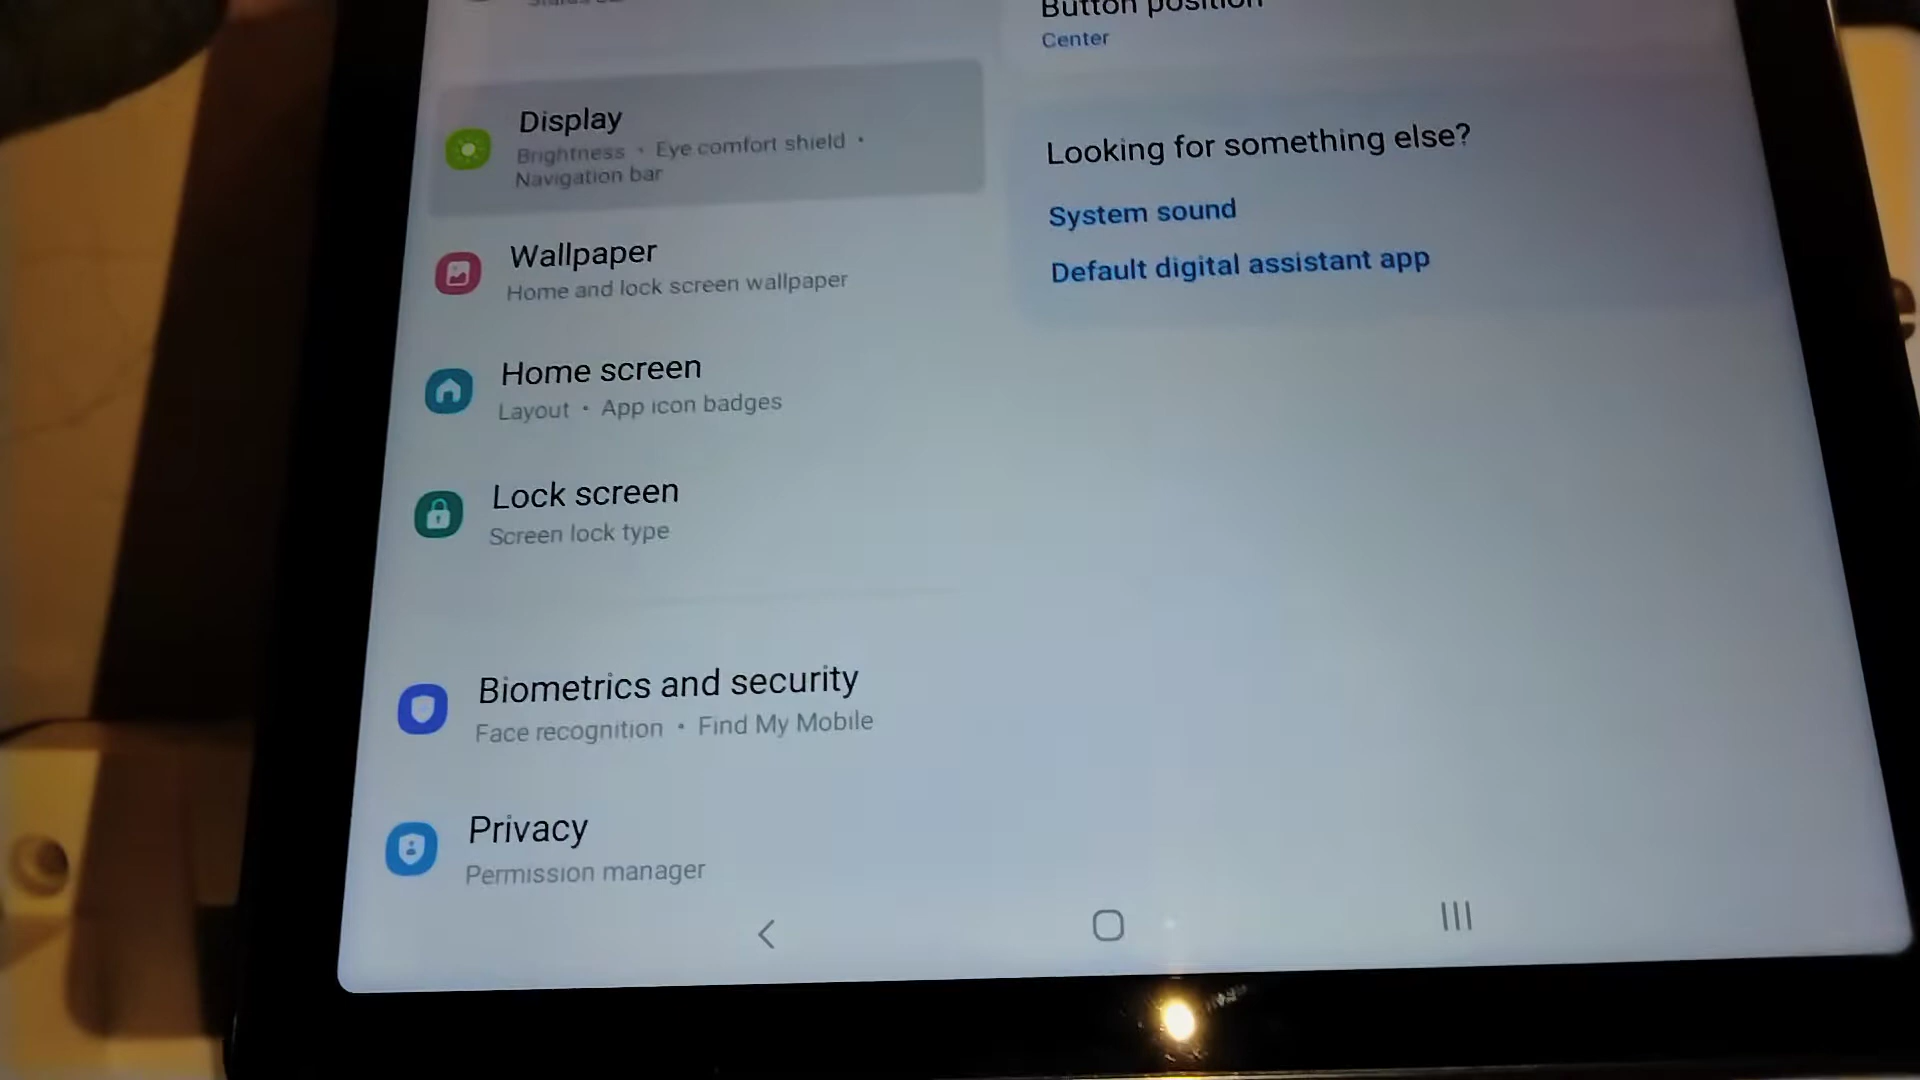 Button position
Center
Display
Brightness • Eye comfort shield •
Navigation bar
Wallpaper
Home and lock screen wallpaper
Home screen
Layout • App icon badges
Lock screen
Screen lock type
Biometrics and security
Face recognition • Find My Mobile
Privacy
Permission manager
Looking for something else?
System sound
Default digital assistant app